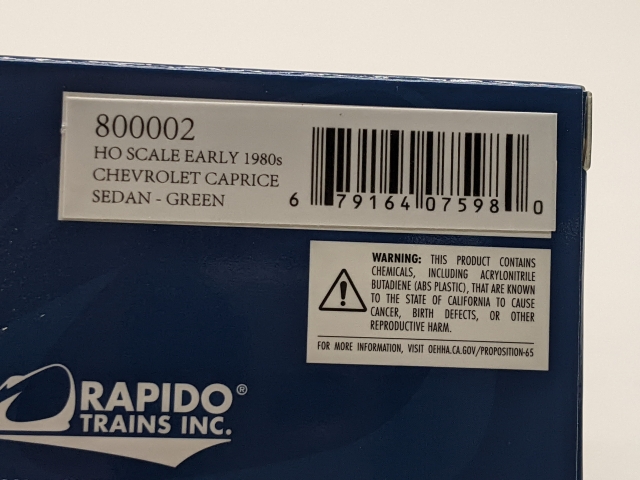 800002
HO SCALE EARLY 1980s
CHEVROLET CAPRICE
SEDAN - GREEN
6 79164 07598 0
WARNING: THIS PRODUCT CONTAINS
CHEMICALS, INCLUDING ACRYLONITRILE
BUTADIENE (ABS PLASTIC), THAT ARE KNOWN
TO THE STATE OF CALIFORNIA TO CAUSE
CANCER, BIRTH DEFECTS, OR OTHER
REPRODUCTIVE HARM.
FOR MORE INFORMATION, VISIT OEHHA.CA.GOV/PROPOSITION-65
RAPIDO®
TRAINS INC.